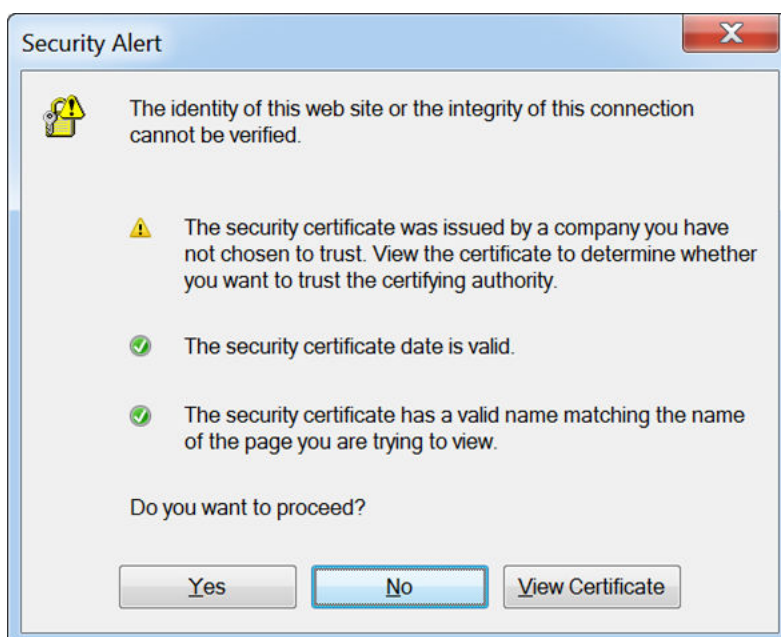 Security Alert
The identity of this web site or the integrity of this connection
cannot be verified.
The security certificate was issued by a company you have
not chosen to trust. View the certificate to determine whether
you want to trust the certifying authority.
The security certificate date is valid.
The security certificate has a valid name matching the name
of the page you are trying to view.
Do you want to proceed?
Yes No View Certificate